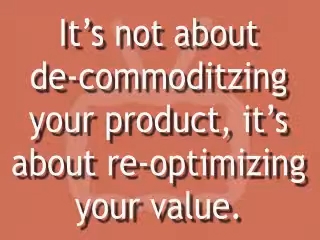 It’s not about
de-commoditzing
your product, it’s
about re-optimizing
your value.